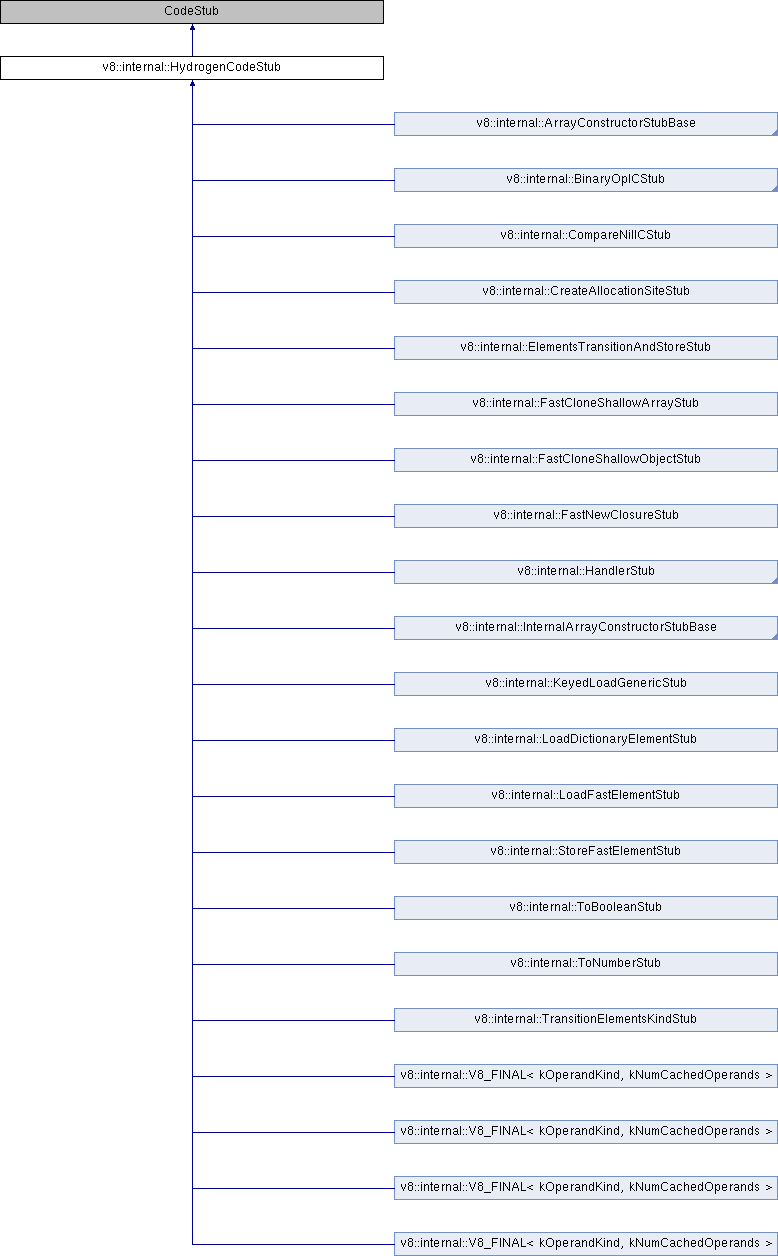 CodeStub
v8::internal::HydrogenCodeStub
v8::internal::ArrayConstructorStubBase
v8::internal::BinaryOpICStub
v8::internal::CompareNilICStub
v8::internal::CreateAllocationSiteStub
v8::internal::ElementsTransitionAndStoreStub
v8::internal::FastCloneShallowArrayStub
v8::internal::FastCloneShallowObjectStub
v8::internal::FastNewClosureStub
v8::internal::HandlerStub
v8::internal::InternalArrayConstructorStubBase
v8::internal::KeyedLoadGenericStub
v8::internal::LoadDictionaryElementStub
v8::internal::LoadFastElementStub
v8::internal::StoreFastElementStub
v8::internal::ToBooleanStub
v8::internal::ToNumberStub
v8::internal::TransitionElementsKindStub
v8::internal::V8_FINAL< kOperandKind, kNumCachedOperands >
v8::internal::V8_FINAL< kOperandKind, kNumCachedOperands >
v8::internal::V8_FINAL< kOperandKind, kNumCachedOperands >
v8::internal::V8_FINAL< kOperandKind, kNumCachedOperands >